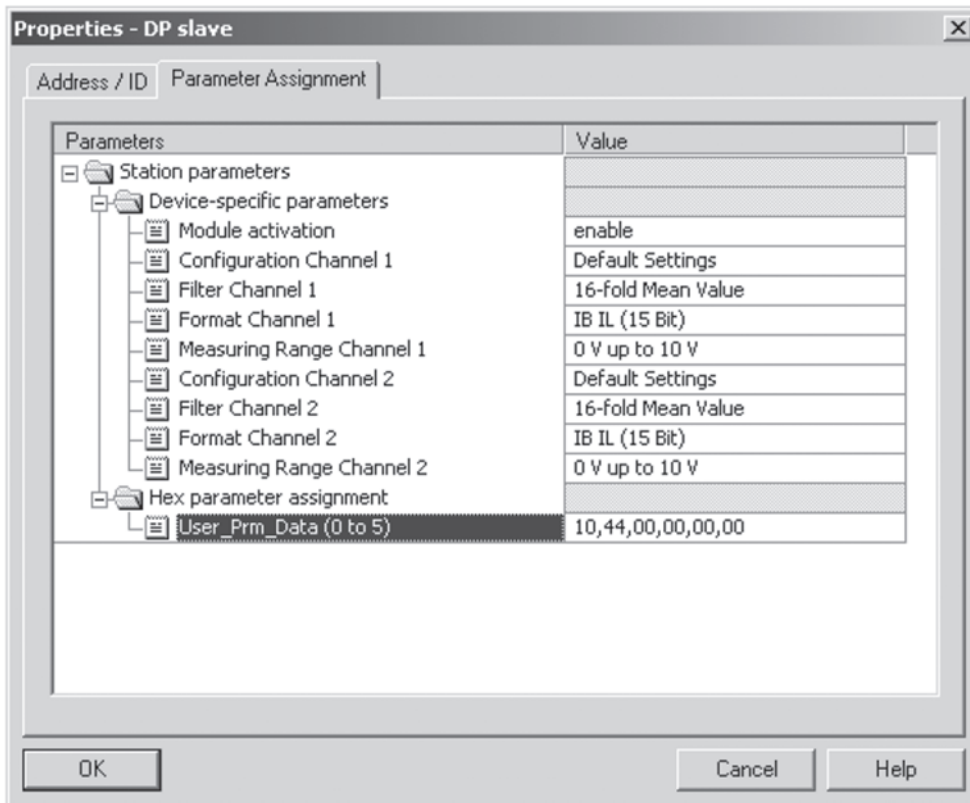 Properties - DP slave
Address / ID Parameter Assignment
Parameters Value
Station parameters
Device-specific parameters
Module activation enable
Configuration Channel 1 Default Settings
Filter Channel 1 16-fold Mean Value
Format Channel 1 IB IL (15 Bit)
Measuring Range Channel 1 0 V up to 10 V
Configuration Channel 2 Default Settings
Filter Channel 2 16-fold Mean Value
Format Channel 2 IB IL (15 Bit)
Measuring Range Channel 2 0 V up to 10 V
Hex parameter assignment
User_Prm_Data (0 to 5) 10,44,00,00,00,00
OK Cancel Help